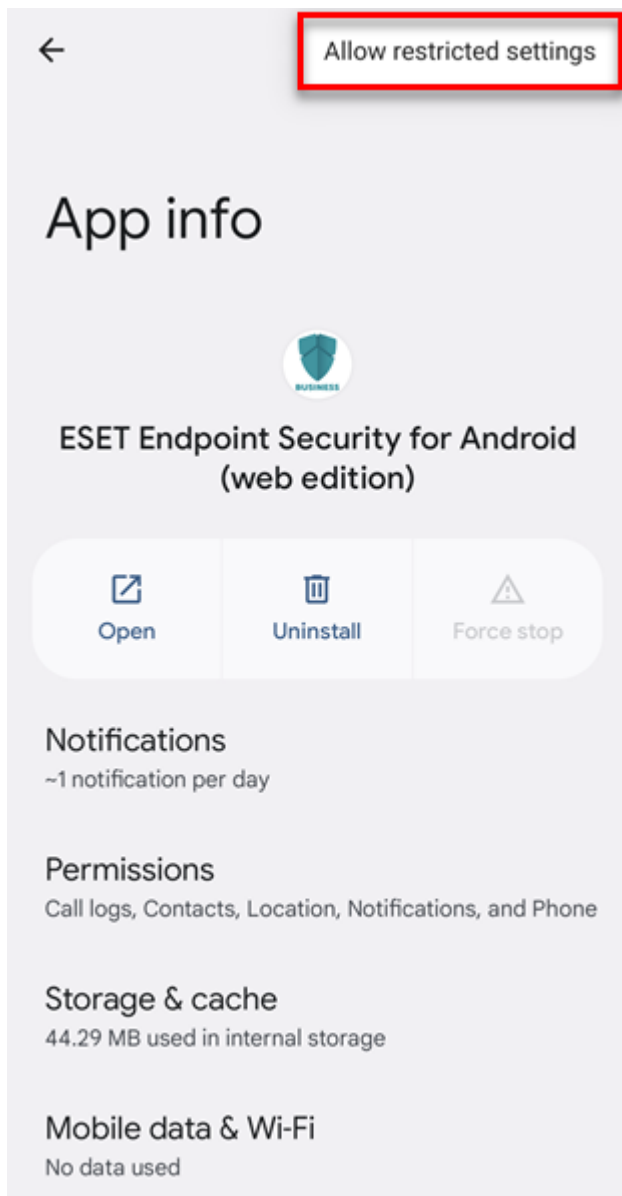 Allow restricted settings
App info
BUSINESS
ESET Endpoint Security for Android
(web edition)
Open
Uninstall
Force stop
Notifications
~1 notification per day
Permissions
Call logs, Contacts, Location, Notifications, and Phone
Storage & cache
44.29 MB used in internal storage
Mobile data & Wi-Fi
No data used